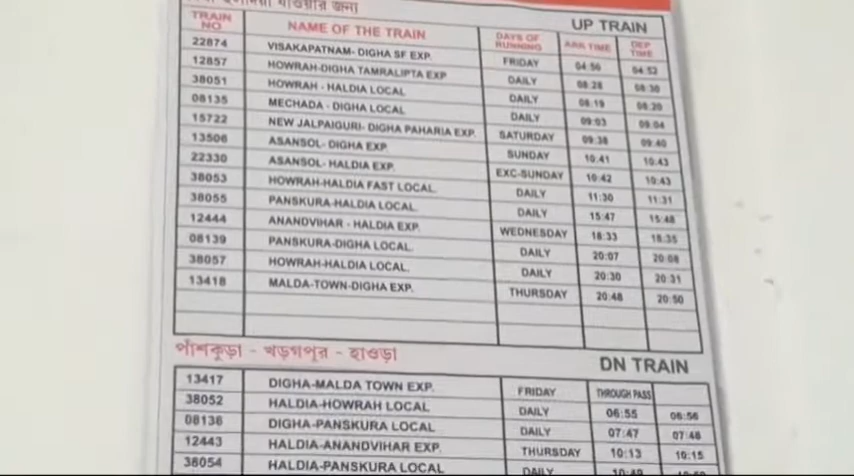 যাওয়ার জন্য
UP TRAIN
TRAIN NO NAME OF THE TRAIN DAYS OF RUNNING ARR TIME DEP TIME
22874 VISAKAPATNAM- DIGHA SF EXP. FRIDAY 04:50 04:52
12857 HOWRAH-DIGHA TAMRALIPTA EXP DAILY 08:28 08:30
38051 HOWRAH - HALDIA LOCAL DAILY 08:19 08:20
08135 MECHADA - DIGHA LOCAL DAILY 09:03 09:04
15722 NEW JALPAIGURI- DIGHA PAHARIA EXP. SATURDAY 09:38 09:40
13506 ASANSOL- DIGHA EXP. SUNDAY 10:41 10:43
22330 ASANSOL- HALDIA EXP. EXC-SUNDAY 10:42 10:43
38053 HOWRAH-HALDIA FAST LOCAL DAILY 11:30 11:31
38055 PANSKURA-HALDIA LOCAL DAILY 15:47 15:48
12444 ANANDVIHAR - HALDIA EXP. WEDNESDAY 18:33 18:35
08139 PANSKURA-DIGHA LOCAL DAILY 20:07 20:08
38057 HOWRAH-HALDIA LOCAL DAILY 20:30 20:31
13418 MALDA-TOWN-DIGHA EXP. THURSDAY 20:48 20:50
পাঁশকুড়া - খড়গপুর - হাওড়া DN TRAIN
13417 DIGHA-MALDA TOWN EXP. FRIDAY THROUGH PASS
38052 HALDIA-HOWRAH LOCAL DAILY 06:55 06:56
08136 DIGHA-PANSKURA LOCAL DAILY 07:47 07:48
12443 HALDIA-ANANDVIHAR EXP. THURSDAY 10:13 10:15
38054 HALDIA-PANSKURA LOCAL DAILY 10:49